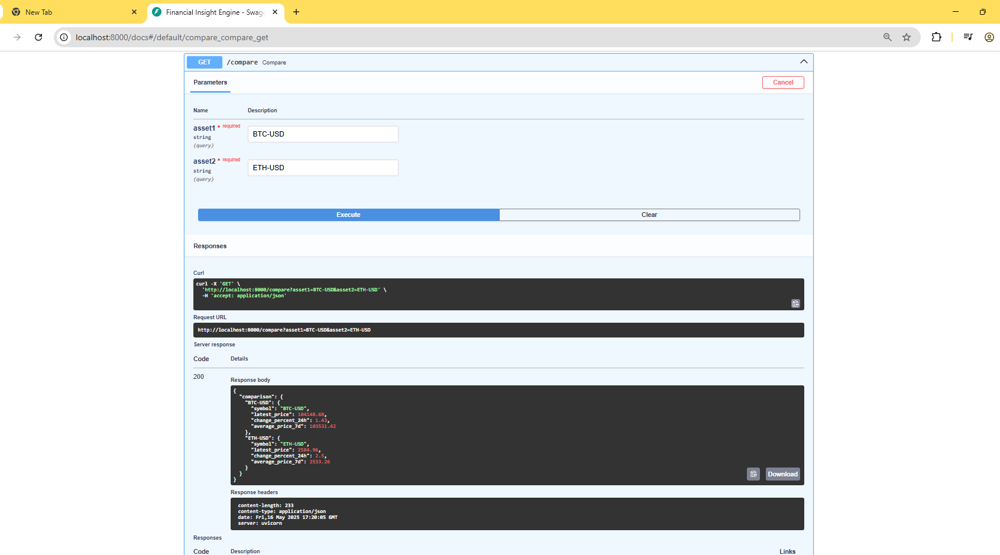 New Tab
Financial Insight Engine - Swag
localhost:8000/docs#/default/compare_compare_get
GET /compare Compare
Parameters
Cancel
Name Description
asset1 * required
string
(query)
BTC-USD
asset2 * required
string
(query)
ETH-USD
Execute
Clear
Responses
Curl
curl -X 'GET' \
'http://localhost:8000/compare?asset1=BTC-USD&asset2=ETH-USD' \
-H 'accept: application/json'
Request URL
http://localhost:8000/compare?asset1=BTC-USD&asset2=ETH-USD
Server response
Code Details
200
Response body
{
"comparison": {
"BTC-USD": {
"symbol": "BTC-USD",
"latest_price": 104148.68,
"change_percent_24h": 1.43,
"average_price_7d": 103531.42
},
"ETH-USD": {
"symbol": "ETH-USD",
"latest_price": 2584.96,
"change_percent_24h": 2.5,
"average_price_7d": 2533.26
}
}
}
Download
Response headers
content-length: 233
content-type: application/json
date: Fri,16 May 2025 17:20:05 GMT
server: uvicorn
Responses
Code Description Links